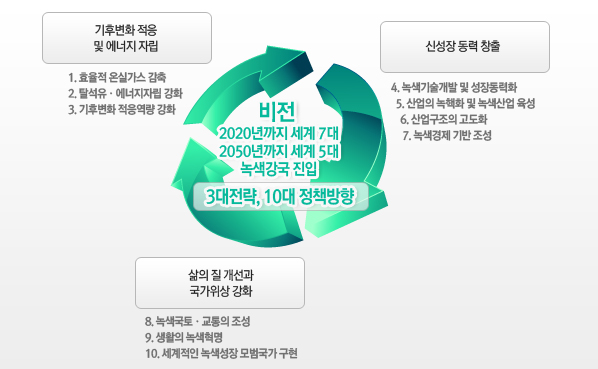 기후변화 적응
및 에너지 자립
1. 효율적 온실가스 감축
2. 탈석유 · 에너지자립 강화
3. 기후변화 적응역량 강화
신성장 동력 창출
4. 녹색기술개발 및 성장동력화
5. 산업의 녹핵화 및 녹색산업 육성
6. 산업구조의 고도화
7. 녹색경제 기반 조성
비전
2020년까지 세계 7대
2050년까지 세계 5대
녹색강국 진입
3대전략, 10대 정책방향
삶의 질 개선과
국가위상 강화
8. 녹색국토 · 교통의 조성
9. 생활의 녹색혁명
10. 세계적인 녹색성장 모범국가 구현